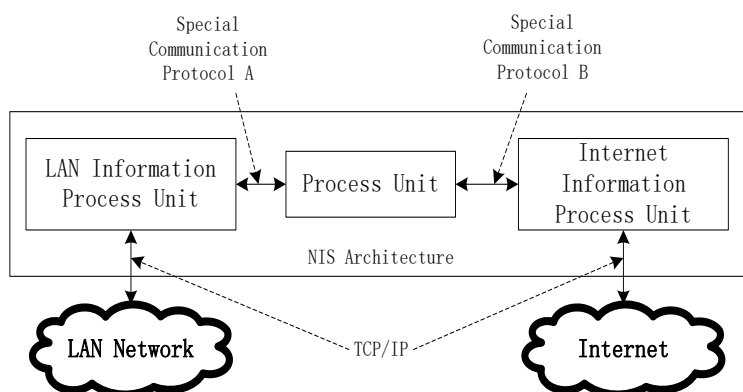 Special
Communication
Protocol A
Special
Communication
Protocol B
LAN Information
Process Unit
Process Unit
Internet
Information
Process Unit
NIS Architecture
LAN Network
TCP/IP
Internet